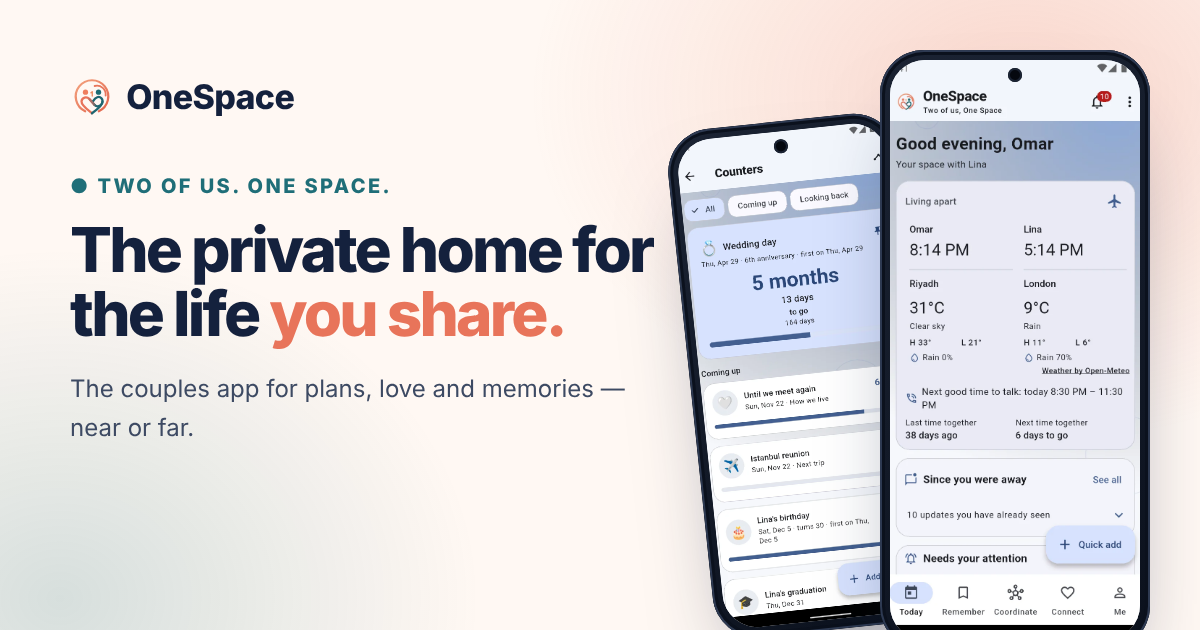 OneSpace
TWO OF US. ONE SPACE.
The private home for
the life you share.
The couples app for plans, love and memories —
near or far.
Counters
All
Coming up
Looking back
Wedding day
Thu, Apr 29 · 6th anniversary · first on Thu, Apr 29
5 months
13 days
to go
164 days
Coming up
Until we meet again
Sun, Nov 22 · How we live
6
Istanbul reunion
Sun, Nov 22 · Next trip
Lina's birthday
Sat, Dec 5 · turns 30 · first on Thu,
Dec 5
Lina's graduation
Thu, Dec 31
Add
OneSpace
Two of us, One Space
10
Good evening, Omar
Your space with Lina
Living apart
Omar
Lina
8:14 PM
5:14 PM
Riyadh
London
31°C
9°C
Clear sky
Rain
H 33° L 21°
H 11° L 6°
Rain 0%
Rain 70%
Weather by Open-Meteo
Next good time to talk: today 8:30 PM – 11:30
PM
Last time together
Next time together
38 days ago
6 days to go
Since you were away
See all
10 updates you have already seen
Needs your attention
Quick add
Today
Remember
Coordinate
Connect
Me